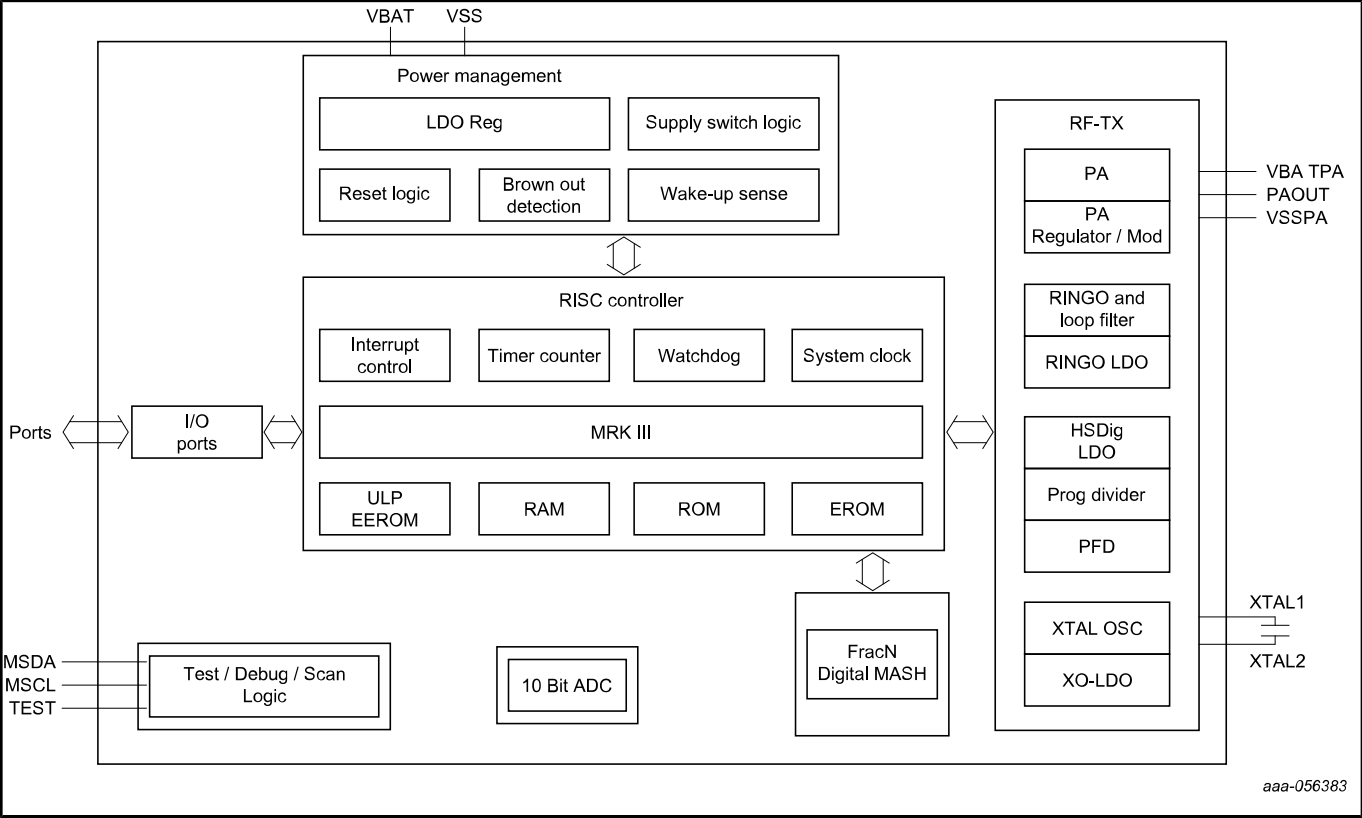 VBAT VSS
Power management
LDO Reg
Supply switch logic
Reset logic
Brown out
detection
Wake-up sense
RISC controller
Interrupt
control
Timer counter
Watchdog
System clock
MRK III
ULP
EEROM
RAM
ROM
EROM
Ports
I/O
ports
RF-TX
PA
PA
Regulator / Mod
RINGO and
loop filter
RINGO LDO
HSDig
LDO
Prog divider
PFD
XTAL OSC
XO-LDO
VBA TPA
PAOUT
VSSPA
XTAL1
XTAL2
MSDA
MSCL
TEST
Test / Debug / Scan
Logic
10 Bit ADC
FracN
Digital MASH
aaa-056383